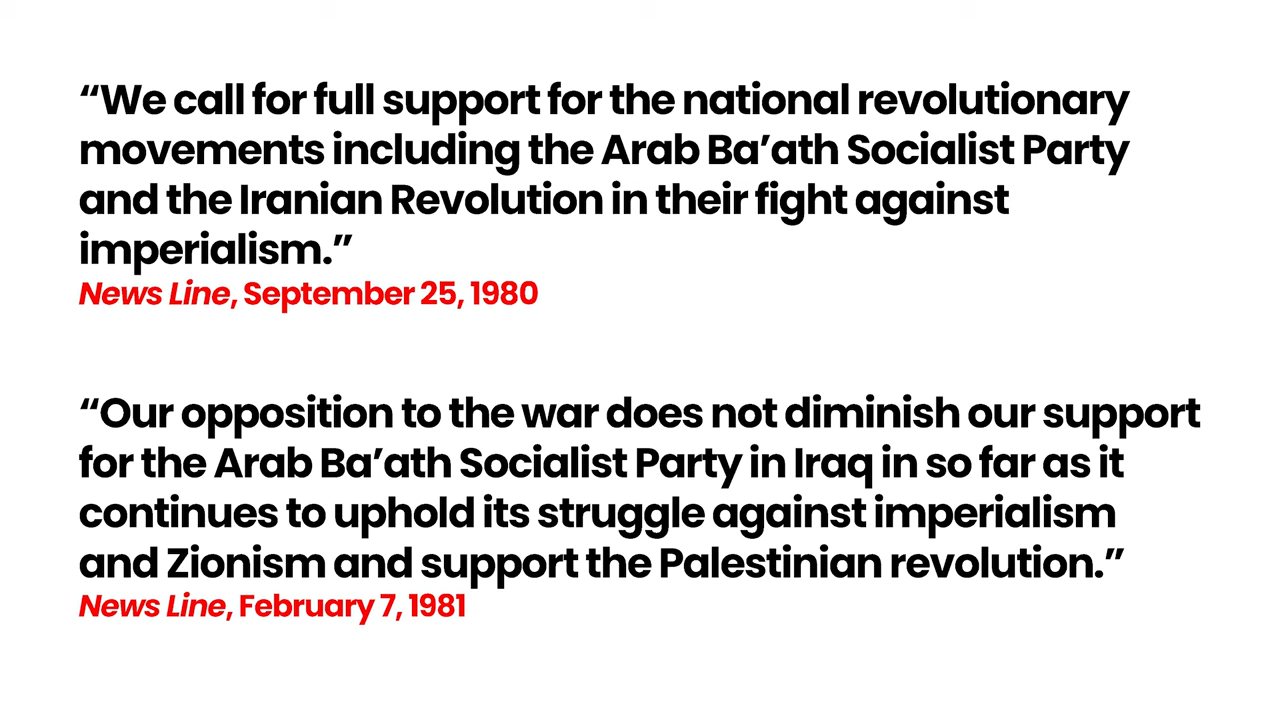 “We call for full support for the national revolutionary
movements including the Arab Ba’ath Socialist Party
and the Iranian Revolution in their fight against
imperialism.”
News Line, September 25, 1980
“Our opposition to the war does not diminish our support
for the Arab Ba’ath Socialist Party in Iraq in so far as it
continues to uphold its struggle against imperialism
and Zionism and support the Palestinian revolution.”
News Line, February 7, 1981